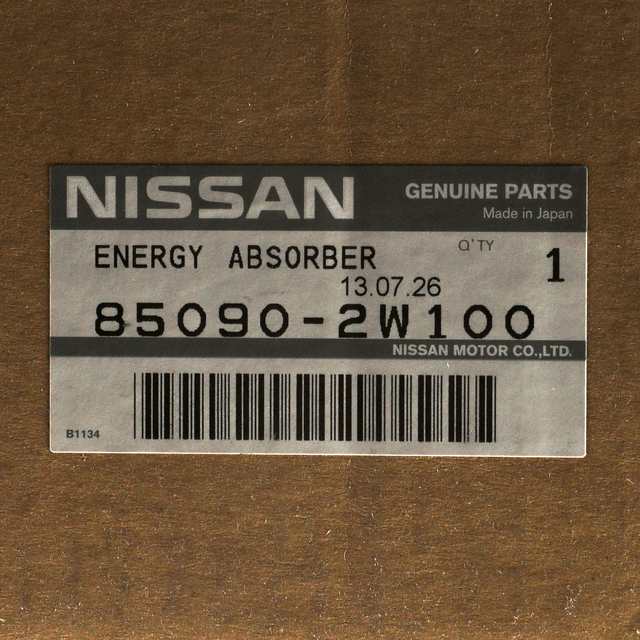 NISSAN
GENUINE PARTS
Made in Japan
ENERGY ABSORBER
Q'TY
1
13.07.26
85090-2W100
NISSAN MOTOR CO.,LTD.
B1134